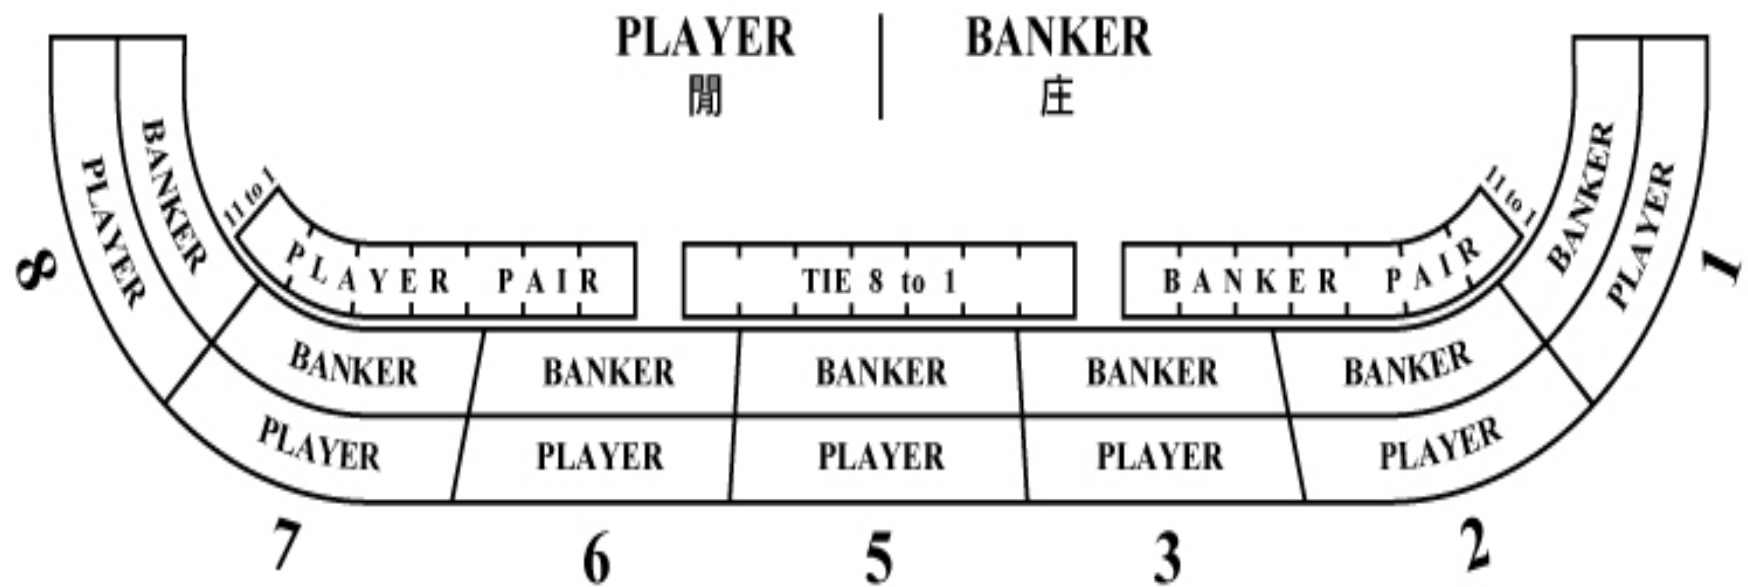 PLAYER
BANKER
閒
庄
PLAYER
BANKER
11 to 1
PLAYER PAIR
TIE 8 to 1
BANKER PAIR
11 to 1
BANKER
PLAYER
BANKER
BANKER
BANKER
BANKER
BANKER
PLAYER
PLAYER
PLAYER
PLAYER
PLAYER
8
7
6
5
3
2
1